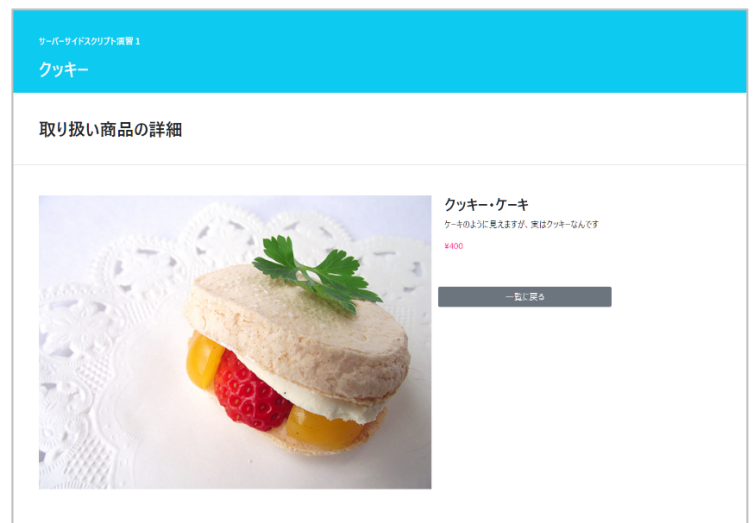 サーバーサイドスクリプト演習 1
クッキー
取り扱い商品の詳細
クッキー・ケーキ
ケーキのように見えますが、実はクッキーなんです
¥400
一覧に戻る